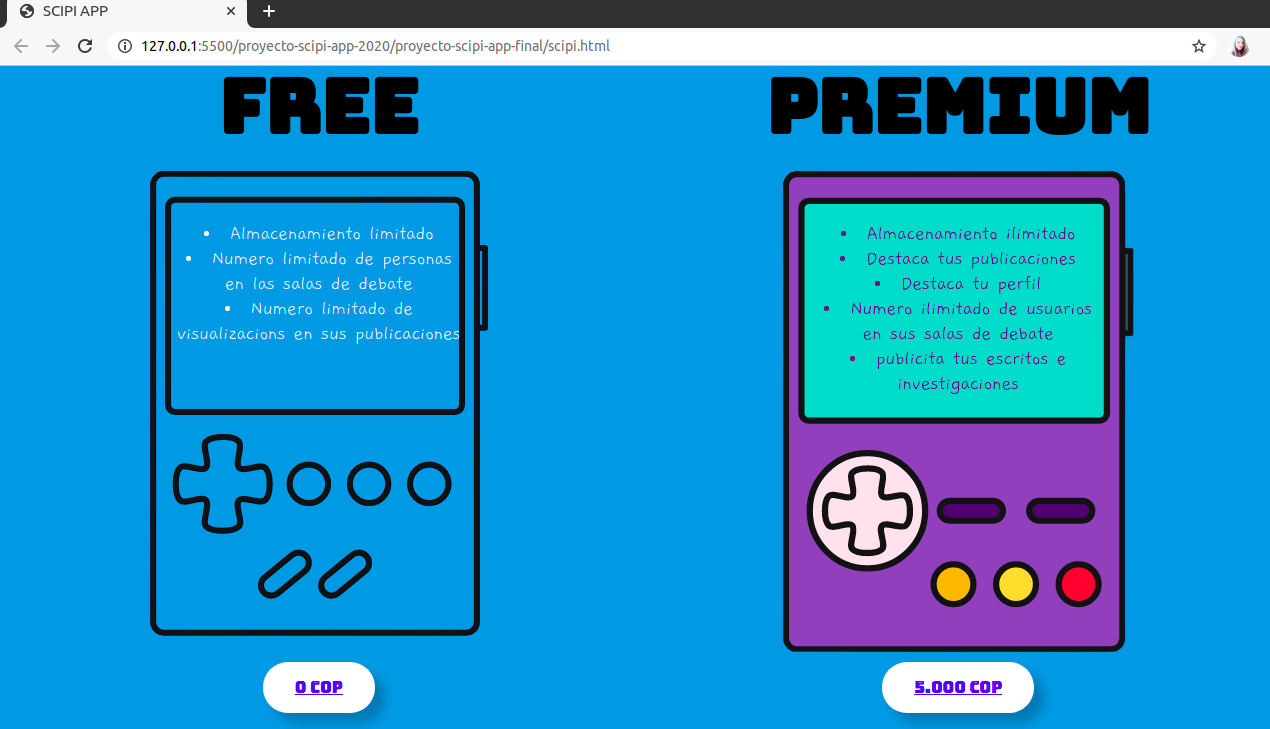 SCIPI APP
127.0.0.1:5500/proyecto-scipi-app-2020/proyecto-scipi-app-final/scipi.html
FREE
• Almacenamiento limitado
• Numero limitado de personas
en las salas de debate
• Numero limitado de
visualizacions en sus publicaciones
0 COP
PREMIUM
• Almacenamiento ilimitado
• Destaca tus publicaciones
• Destaca tu perfil
• Numero ilimitado de usuarios
en sus salas de debate
• publicita tus escritos e
investigaciones
5.000 COP